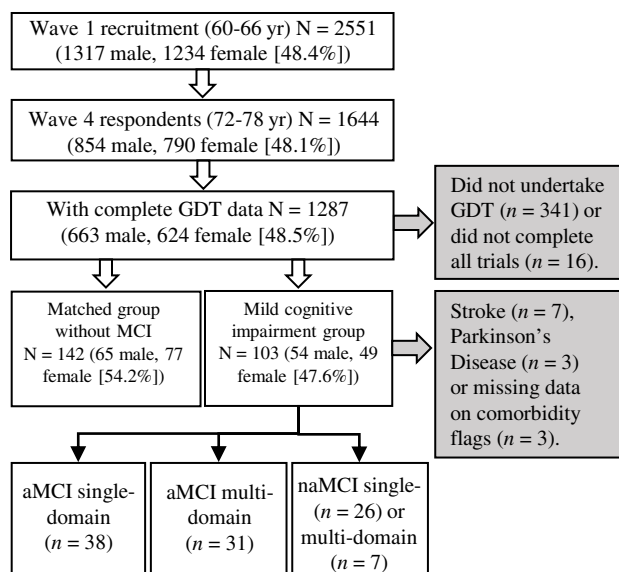 Wave 1 recruitment (60-66 yr) N = 2551
(1317 male, 1234 female [48.4%])
Wave 4 respondents (72-78 yr) N = 1644
(854 male, 790 female [48.1%])
With complete GDT data N = 1287
(663 male, 624 female [48.5%])
Did not undertake
GDT (n = 341) or
did not complete
all trials (n = 16).
Matched group
without MCI
N = 142 (65 male, 77
female [54.2%])
Mild cognitive
impairment group
N = 103 (54 male, 49
female [47.6%])
Stroke (n = 7),
Parkinson’s
Disease (n = 3)
or missing data
on comorbidity
flags (n = 3).
aMCI single-
domain
(n = 38)
aMCI multi-
domain
(n = 31)
naMCI single-
(n = 26) or
multi-domain
(n = 7)